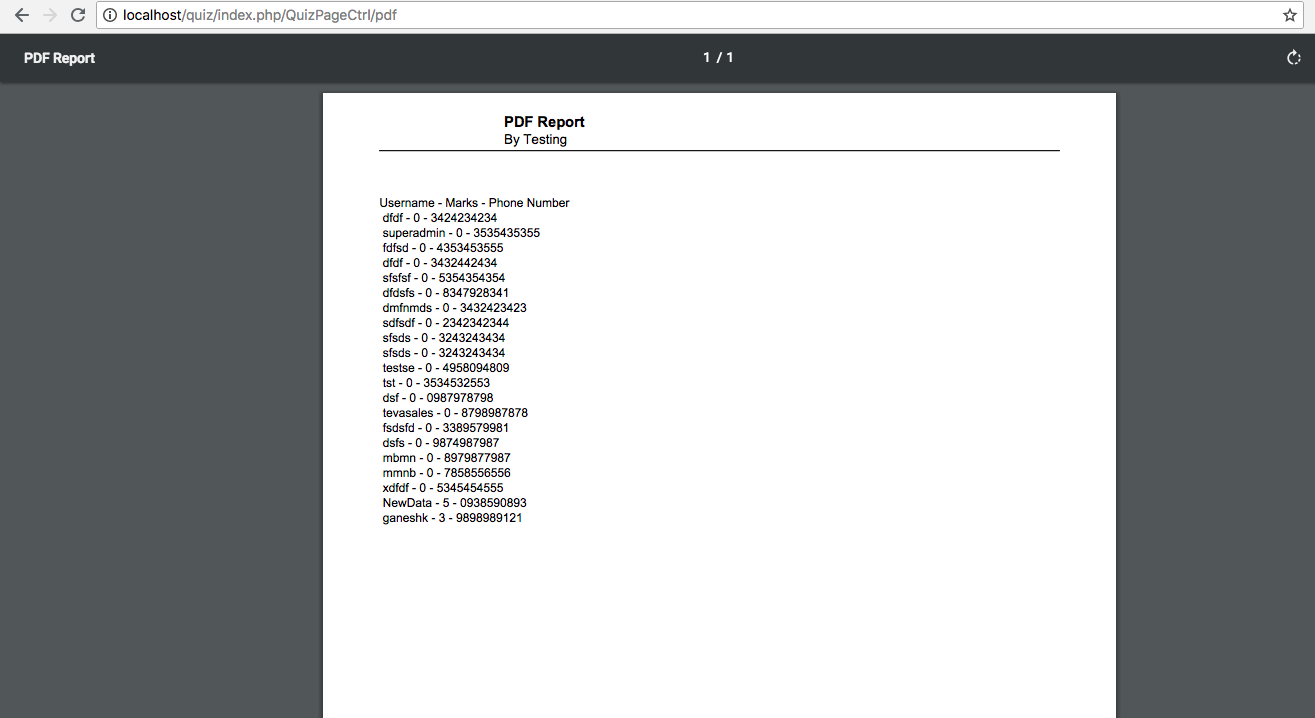 localhost/quiz/index.php/QuizPageCtrl/pdf
PDF Report
1 / 1
PDF Report
By Testing
Username - Marks - Phone Number
dfdf - 0 - 3424234234
superadmin - 0 - 3535435355
fdfsd - 0 - 4353453555
dfdf - 0 - 3432442434
sfsfsf - 0 - 5354354354
dfdsfs - 0 - 8347928341
dmfnmds - 0 - 3432423423
sdfsdf - 0 - 2342342344
sfsds - 0 - 3243243434
sfsds - 0 - 3243243434
testse - 0 - 4958094809
tst - 0 - 3534532553
dsf - 0 - 0987978798
tevasales - 0 - 8798987878
fsdsfd - 0 - 3389579981
dsfs - 0 - 9874987987
mbmn - 0 - 8979877987
mmnb - 0 - 7858556556
xdfdf - 0 - 5345454555
NewData - 5 - 0938590893
ganeshk - 3 - 9898989121